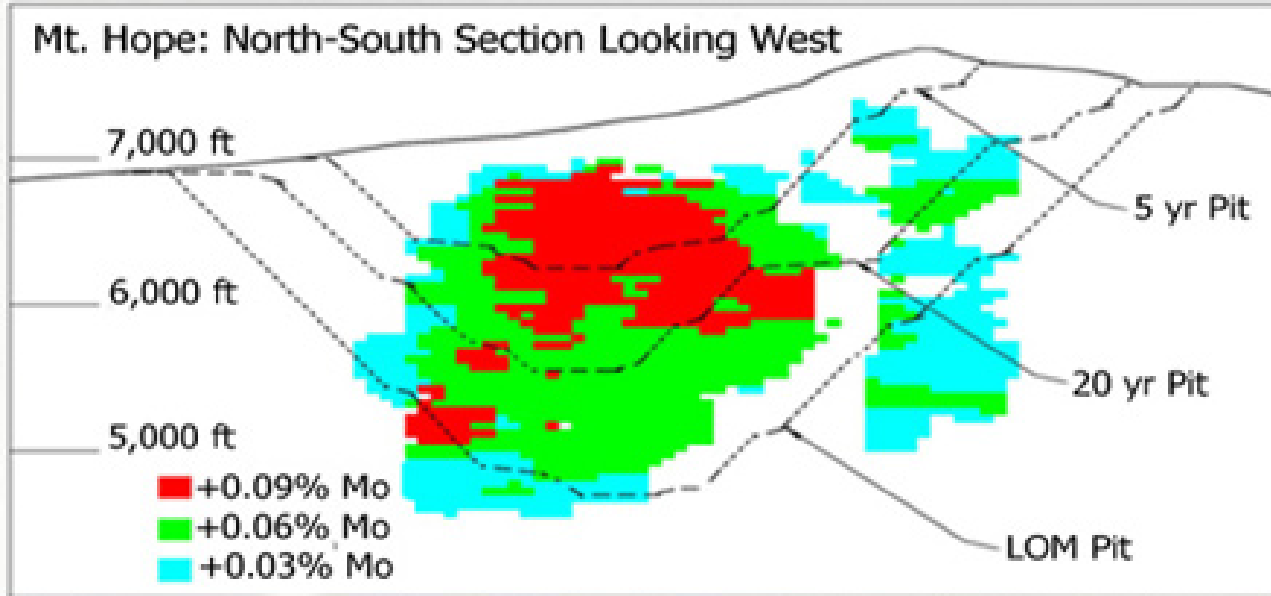 Mt. Hope: North-South Section Looking West
7,000 ft
5 yr Pit
6,000 ft
20 yr Pit
5,000 ft
+0.09% Mo
+0.06% Mo
LOM Pit
+0.03% Mo